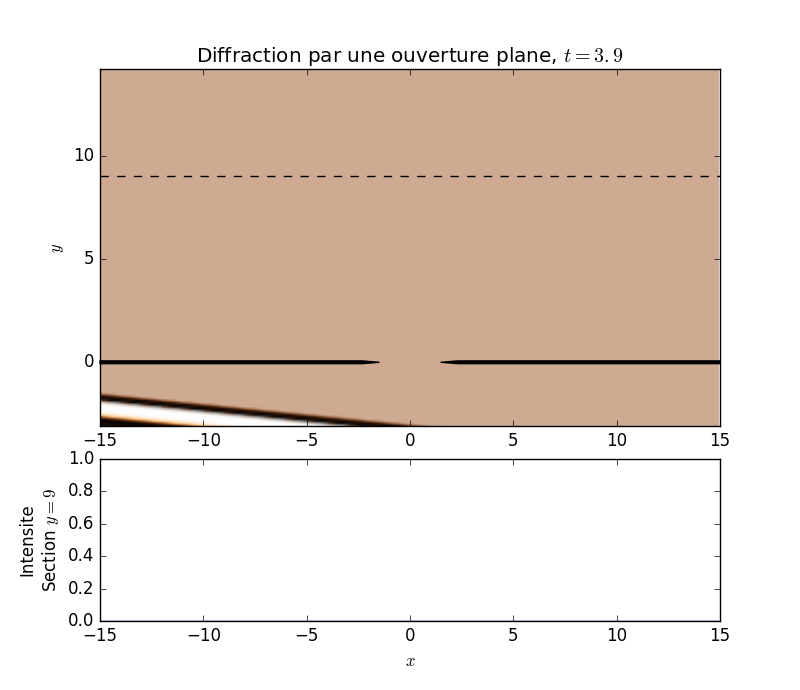 Diffraction par une ouverture plane, t = 3.9
10
5
0
y
−15 −10 −5 0 5 10 15
1.0
0.8
0.6
0.4
0.2
0.0
Intensite
Section y = 9
−15 −10 −5 0 5 10 15
x